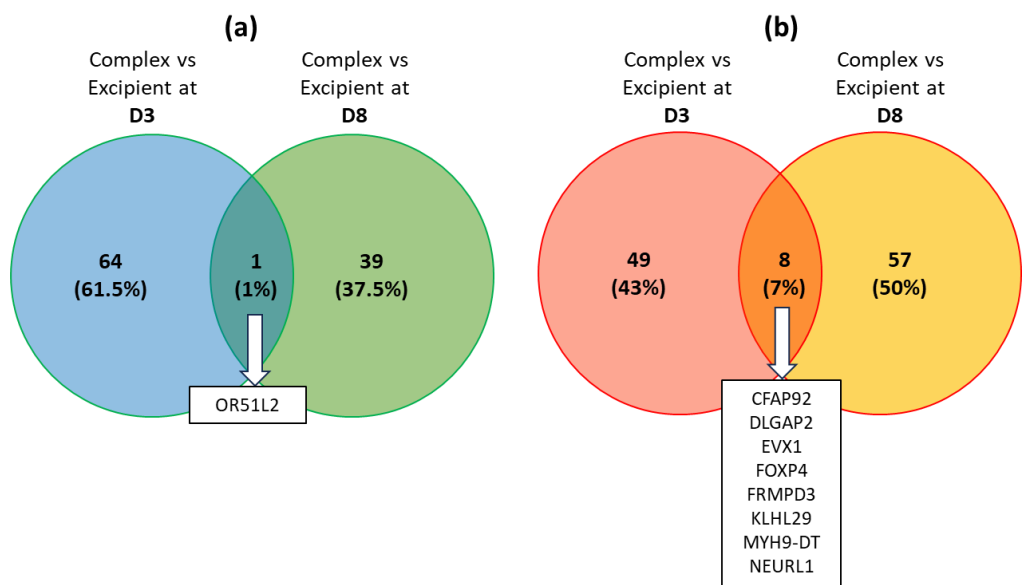 (a)
Complex vs
Excipient at
D3
Complex vs
Excipient at
D8
64
(61.5%)
1
(1%)
39
(37.5%)
OR51L2
(b)
Complex vs
Excipient at
D3
Complex vs
Excipient at
D8
49
(43%)
8
(7%)
57
(50%)
CFAP92
DLGAP2
EVX1
FOXP4
FRMPD3
KLHL29
MYH9-DT
NEURL1